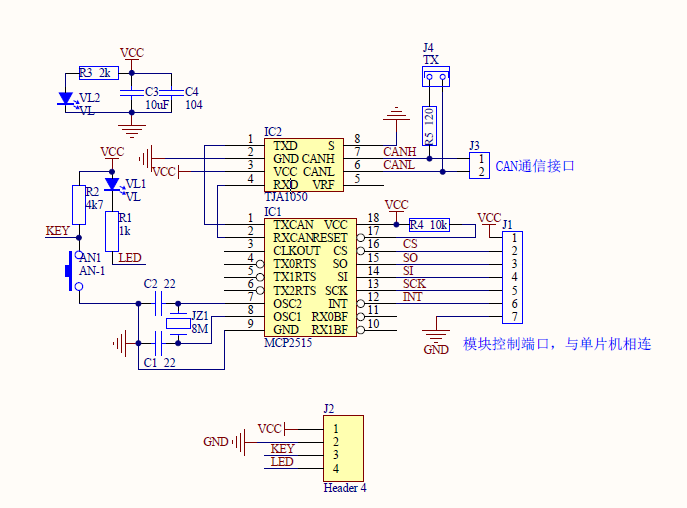 J4
TX
VCC
R3 2k
VL2
VL
C3
10uF
C4
104
R5 120
IC2
1 TXD S 8
2 GND CANH 7 CANH
VCC 3 VCC CANL 6 CANL
4 RXD VRF 5
TJA1050
J3
1
2
CAN通信接口
VCC
VL1
VL
R2
4k7
R1
1k
KEY
LED
AN1
AN-1
IC1
1 TXCAN VCC 18
2 RXCAN RESET 17
3 CLKOUT CS 16 CS
4 TX0RTS SO 15 SO
5 TX1RTS SI 14 SI
6 TX2RTS SCK 13 SCK
7 OSC2 INT 12 INT
8 OSC1 RX0BF 11
9 GND RX1BF 10
MCP2515
VCC
R4 10k
VCC
J1
1
2
3
4
5
6
7
GND
模块控制端口，与单片机相连
C2 22
JZ1
8M
C1 22
J2
VCC 1
GND 2
KEY 3
LED 4
Header 4